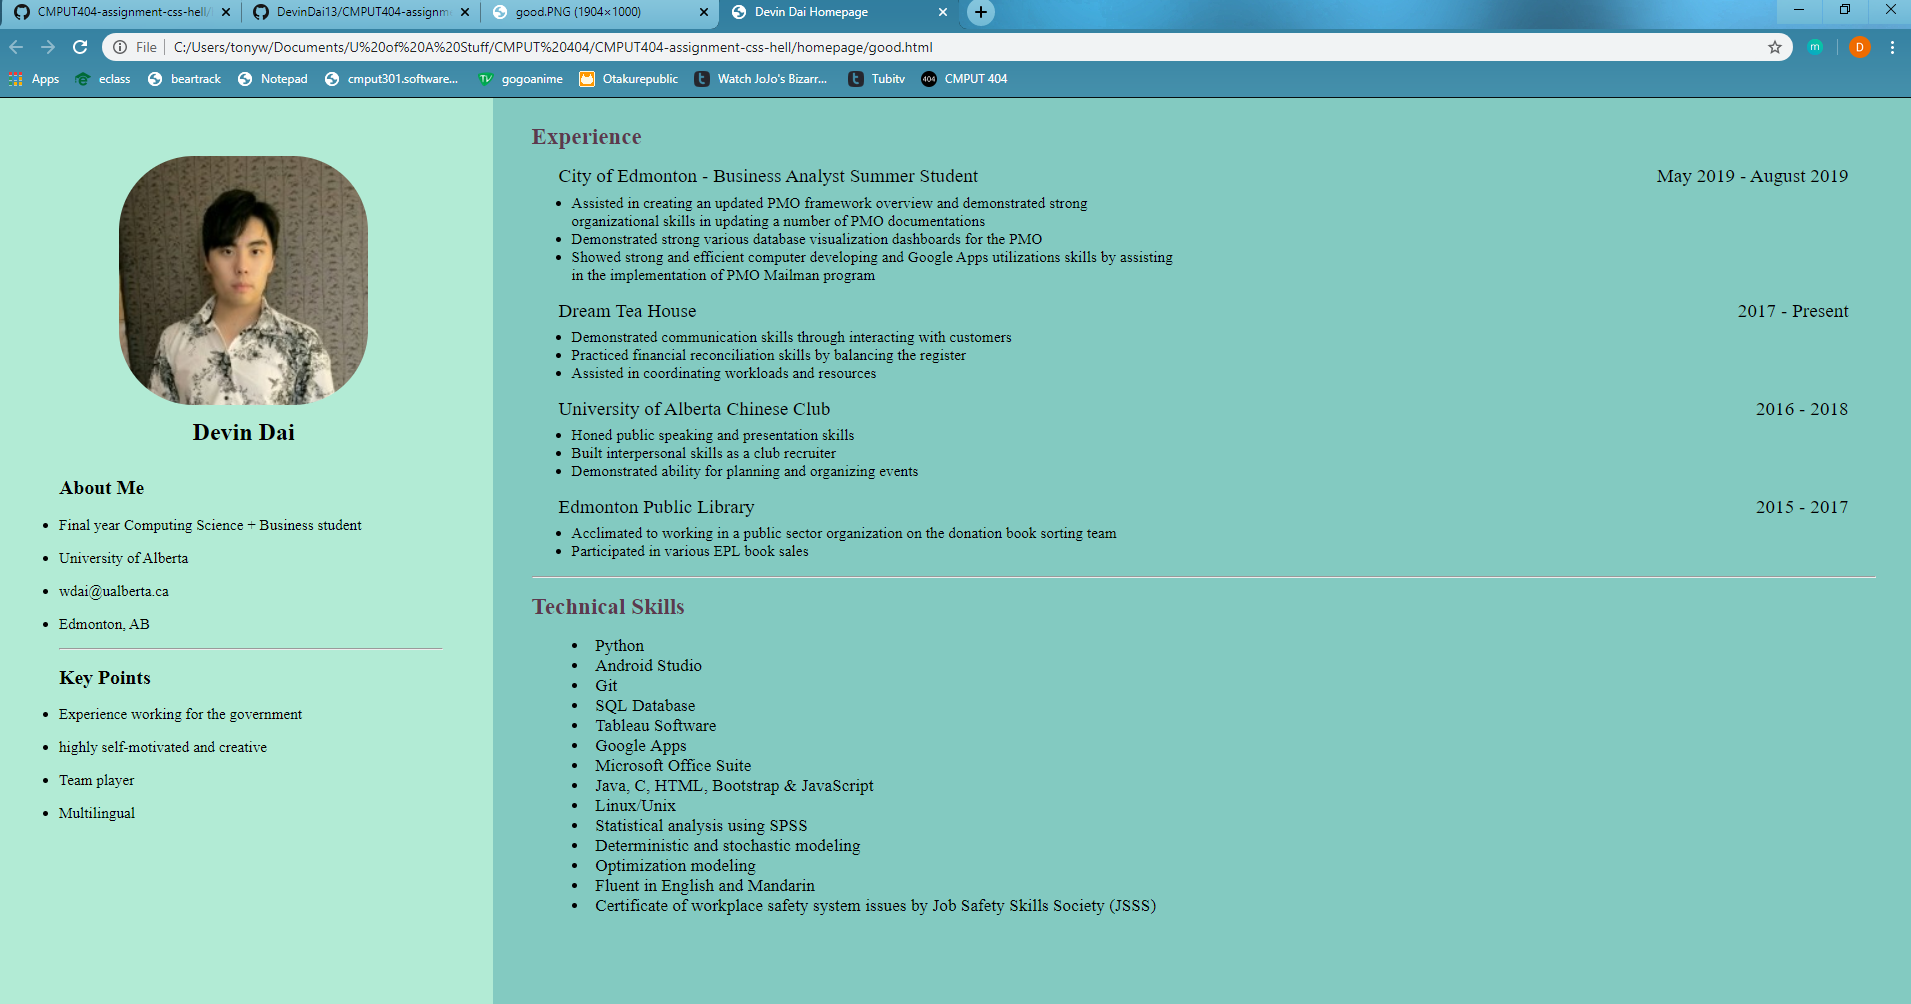 CMPUT404-assignment-css-hell/
DevinDai13/CMPUT404-assignm
good.PNG (1904×1000)
Devin Dai Homepage
File
C:/Users/tonyw/Documents/U%20of%20A%20Stuff/CMPUT%20404/CMPUT404-assignment-css-hell/homepage/good.html
m
D
Apps
eclass
beartrack
Notepad
cmput301.software...
TV
gogoanime
Otakurepublic
t
Watch JoJo's Bizarr...
t
Tubitv
404
CMPUT 404
Devin Dai
About Me
Final year Computing Science + Business student
University of Alberta
wdai@ualberta.ca
Edmonton, AB
Key Points
Experience working for the government
highly self-motivated and creative
Team player
Multilingual
Experience
City of Edmonton - Business Analyst Summer Student May 2019 - August 2019
Assisted in creating an updated PMO framework overview and demonstrated strong
organizational skills in updating a number of PMO documentations
Demonstrated strong various database visualization dashboards for the PMO
Showed strong and efficient computer developing and Google Apps utilizations skills by assisting
in the implementation of PMO Mailman program
Dream Tea House 2017 - Present
Demonstrated communication skills through interacting with customers
Practiced financial reconciliation skills by balancing the register
Assisted in coordinating workloads and resources
University of Alberta Chinese Club 2016 - 2018
Honed public speaking and presentation skills
Built interpersonal skills as a club recruiter
Demonstrated ability for planning and organizing events
Edmonton Public Library 2015 - 2017
Acclimated to working in a public sector organization on the donation book sorting team
Participated in various EPL book sales
Technical Skills
Python
Android Studio
Git
SQL Database
Tableau Software
Google Apps
Microsoft Office Suite
Java, C, HTML, Bootstrap & JavaScript
Linux/Unix
Statistical analysis using SPSS
Deterministic and stochastic modeling
Optimization modeling
Fluent in English and Mandarin
Certificate of workplace safety system issues by Job Safety Skills Society (JSSS)